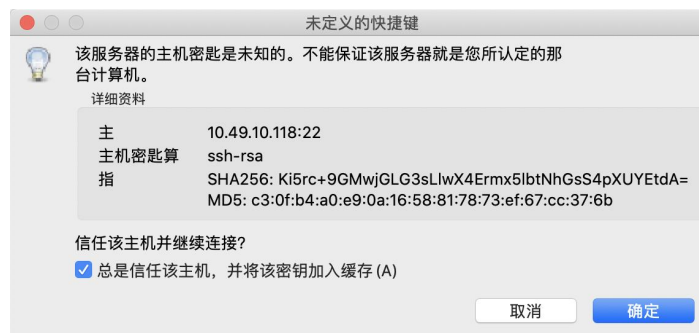 未定义的快捷键
该服务器的主机密匙是未知的。不能保证该服务器就是您所认定的那
台计算机。
详细资料
主 10.49.10.118:22
主机密匙算 ssh-rsa
指 SHA256: Ki5rc+9GMwjGLG3sLlwX4Ermx5lbtNhGsS4pXUYEtdA=
MD5: c3:0f:b4:a0:e9:0a:16:58:81:78:73:ef:67:cc:37:6b
信任该主机并继续连接?
总是信任该主机，并将该密钥加入缓存(A)
取消 确定